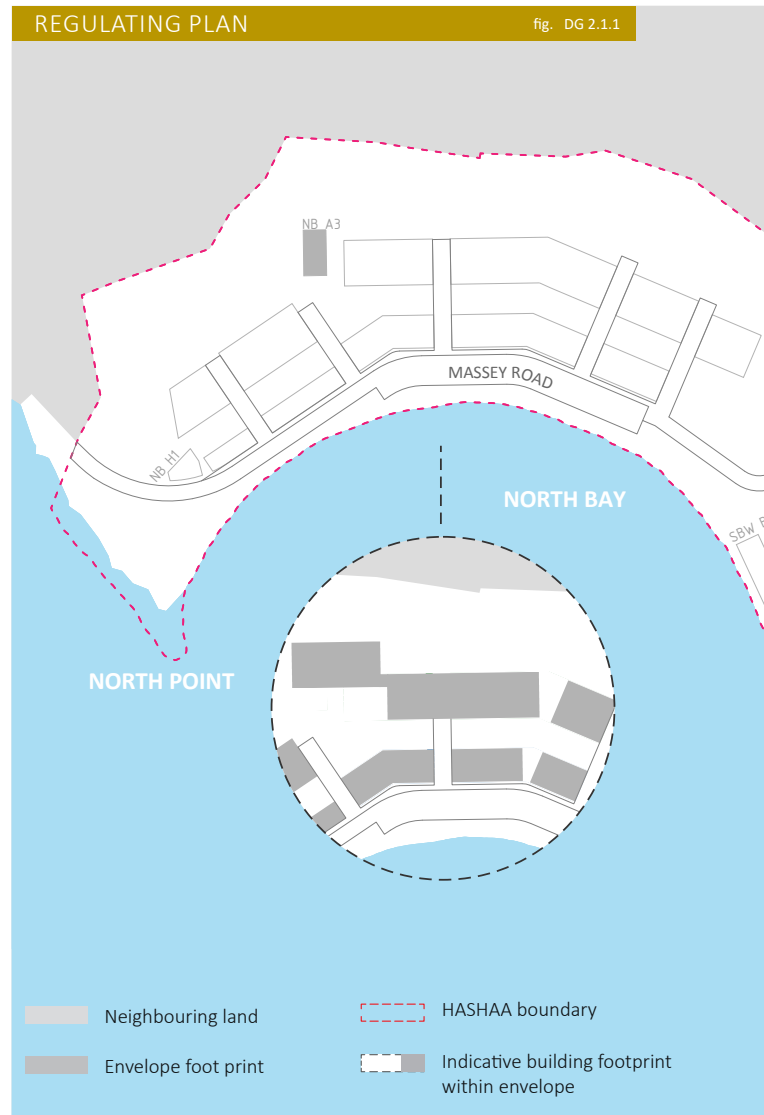 REGULATING PLAN
fig. DG 2.1.1
NB_A3
MASSEY ROAD
NB_H1
NORTH BAY
SBW_
NORTH POINT
Neighbouring land
HASHAA boundary
Envelope foot print
Indicative building footprint
within envelope